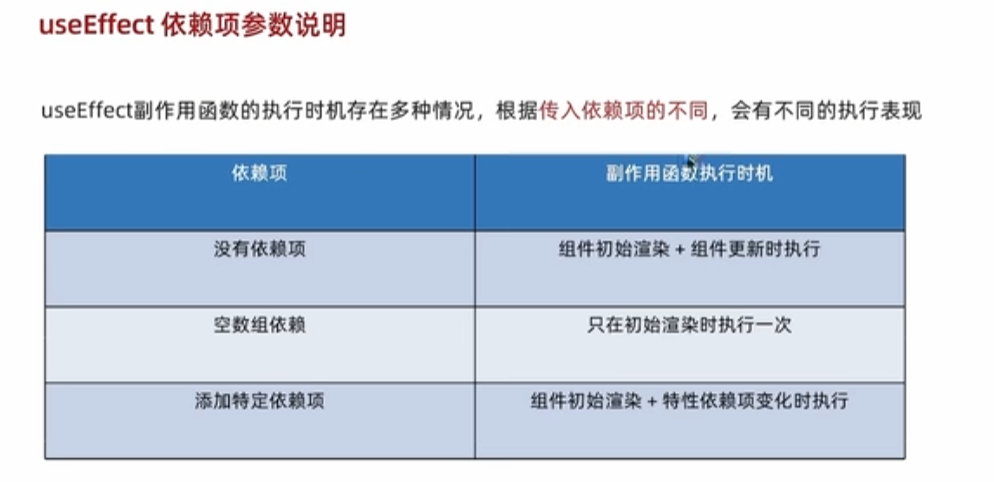 useEffect 依赖项参数说明
useEffect副作用函数的执行时机存在多种情况，根据传入依赖项的不同，会有不同的执行表现
依赖项 副作用函数执行时机
没有依赖项 组件初始渲染 + 组件更新时执行
空数组依赖 只在初始渲染时执行一次
添加特定依赖项 组件初始渲染 + 特性依赖项变化时执行